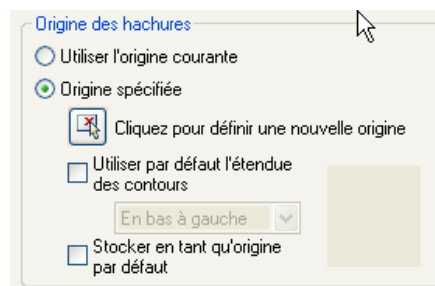 Origine des hachures
Utiliser l'origine courante
Origine spécifiée
Cliquez pour définir une nouvelle origine
Utiliser par défaut l'étendue
des contours
En bas à gauche
Stocker en tant qu'origine
par défaut